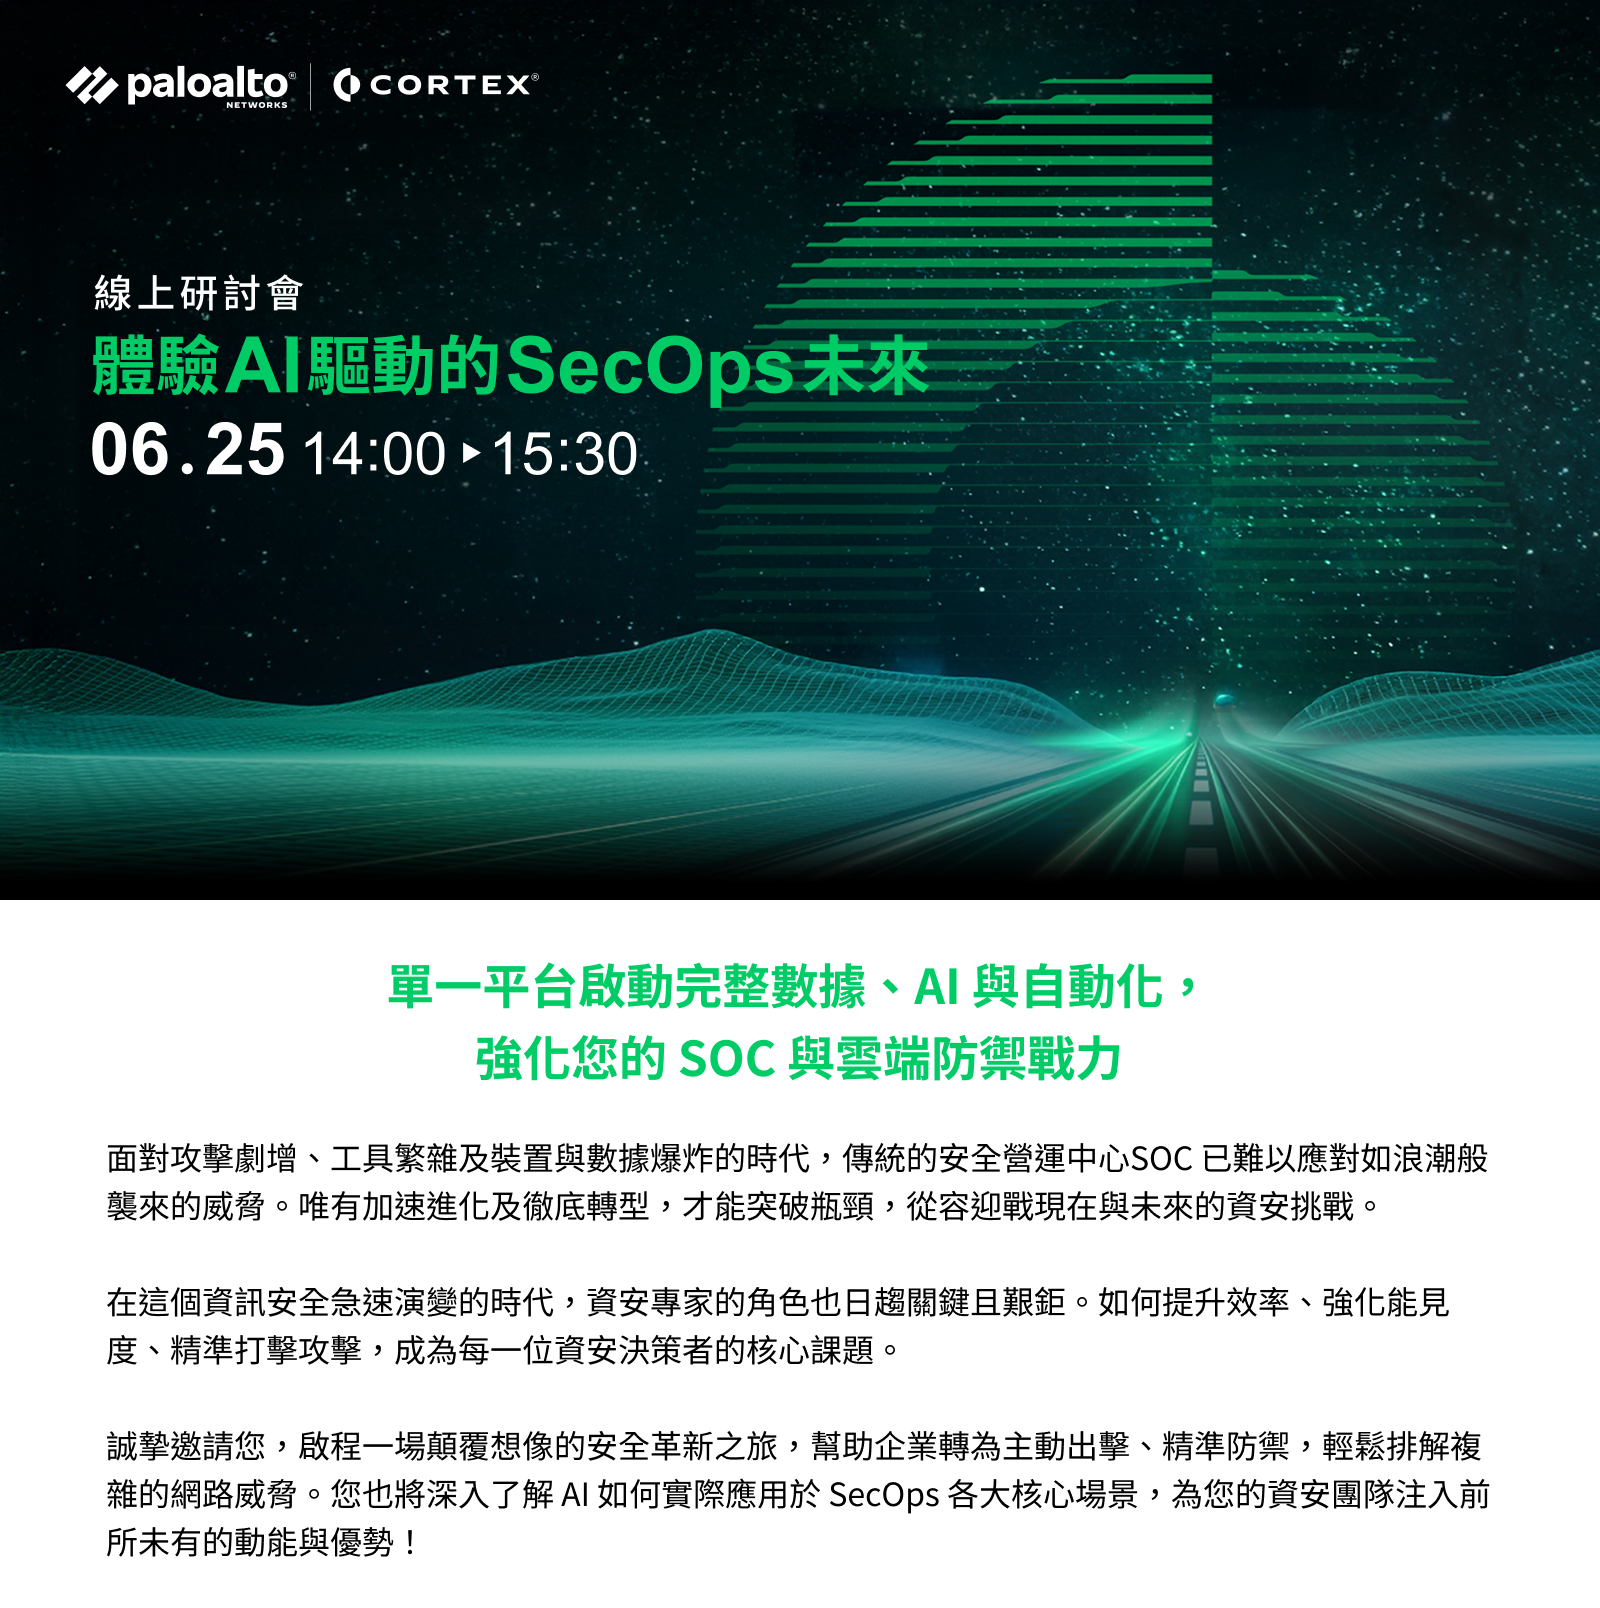 paloalto® NETWORKS | CORTEX®
線上研討會
體驗AI驅動的SecOps未來
06.25 14:00 ▸ 15:30
單一平台啟動完整數據、AI 與自動化，
強化您的 SOC 與雲端防禦戰力
面對攻擊劇增、工具繁雜及裝置與數據爆炸的時代，傳統的安全營運中心SOC 已難以應對如浪潮般
襲來的威脅。唯有加速進化及徹底轉型，才能突破瓶頸，從容迎戰現在與未來的資安挑戰。
在這個資訊安全急速演變的時代，資安專家的角色也日趨關鍵且艱鉅。如何提升效率、強化能見
度、精準打擊攻擊，成為每一位資安決策者的核心課題。
誠摯邀請您，啟程一場顛覆想像的安全革新之旅，幫助企業轉為主動出擊、精準防禦，輕鬆排解複
雜的網路威脅。您也將深入了解 AI 如何實際應用於 SecOps 各大核心場景，為您的資安團隊注入前
所未有的動能與優勢！